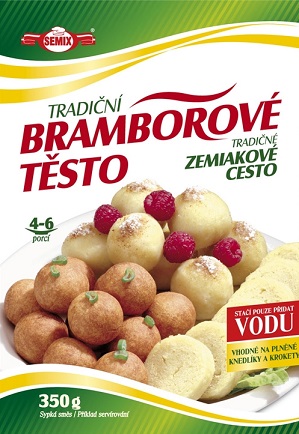 SEMIX
TRADIČNÍ
BRAMBOROVÉ
TĚSTO
TRADIČNÉ
ZEMIAKOVÉ
CESTO
4-6
porcí
STAČÍ POUZE PŘIDAT
VODU
VHODNÉ NA PLNĚNÉ
KNEDLÍKY A KROKETY
350g
Sypká směs / Příklad servírování